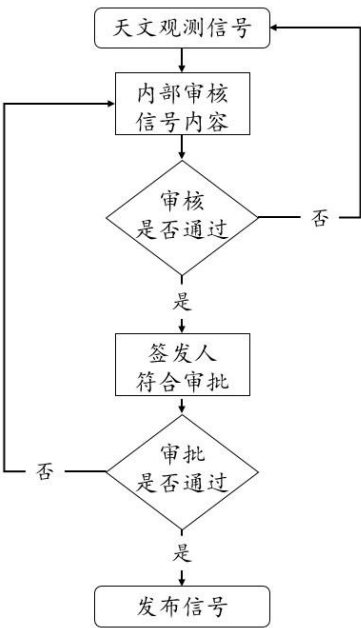 天文观测信号
内部审核
信号内容
审核
是否通过
否
是
签发人
符合审批
审批
是否通过
否
是
发布信号